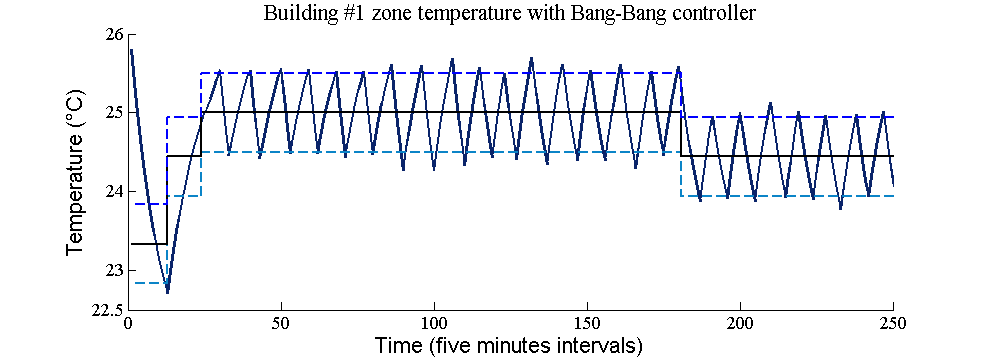 Building #1 zone temperature with Bang-Bang controller
26
25
24
23
22.5
Temperature (°C)
0 50 100 150 200 250
Time (five minutes intervals)